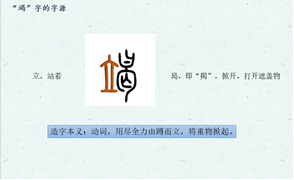 “竭”字的字源
立，站着
曷，即“揭”，掀开、打开遮盖物
造字本义：动词，用尽全力由蹲而立，将重物掀起。